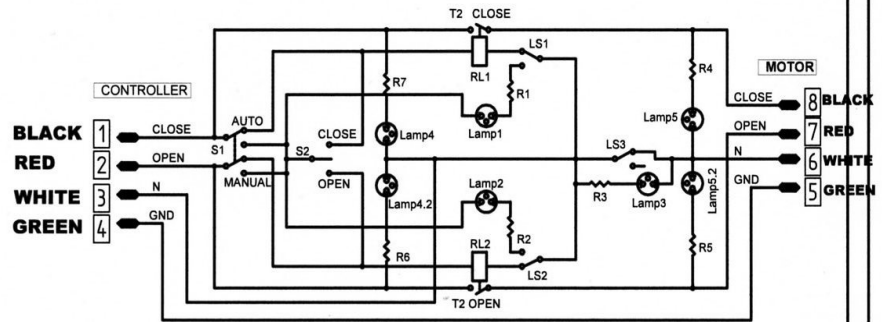 T2 CLOSE
LS1
RL1
R7
R1
R4
CONTROLLER
MOTOR
BLACK 1 CLOSE
AUTO
S1
CLOSE
S2
Lamp4
Lamp1
Lamp5
CLOSE 8 BLACK
OPEN 7 RED
RED 2 OPEN
LS3
N 6 WHITE
MANUAL
OPEN
Lamp4.2
Lamp2
R3
Lamp3
Lamp5.2
GND 5 GREEN
WHITE 3 N
GREEN 4 GND
R2
RL2
R6
R5
LS2
T2 OPEN